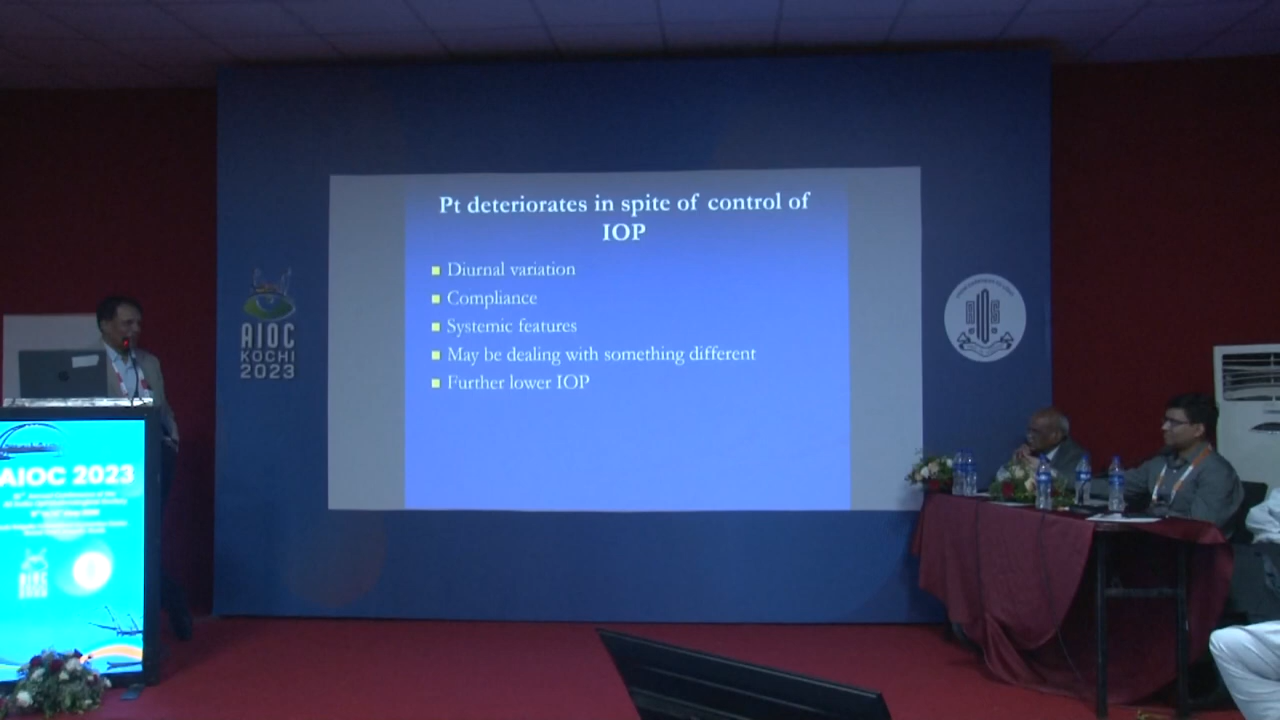 Pt deteriorates in spite of control of
IOP
Diurnal variation
Compliance
Systemic features
May be dealing with something different
Further lower IOP
AIOC
KOCHI
2023
AIOC 2023